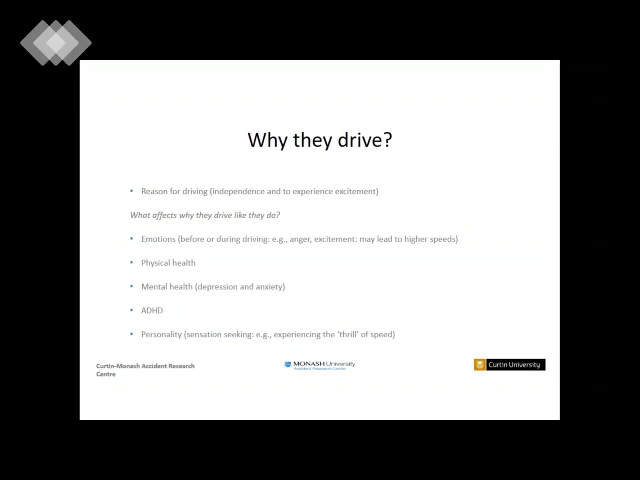 Why they drive?
• Reason for driving (independence and to experience excitement)
What affects why they drive like they do?
• Emotions (before or during driving: e.g., anger, excitement: may lead to higher speeds)
• Physical health
• Mental health (depression and anxiety)
• ADHD
• Personality (sensation seeking: e.g., experiencing the ‘thrill’ of speed)
Curtin-Monash Accident Research
Centre
MONASH University
Accident Research Centre
Curtin University